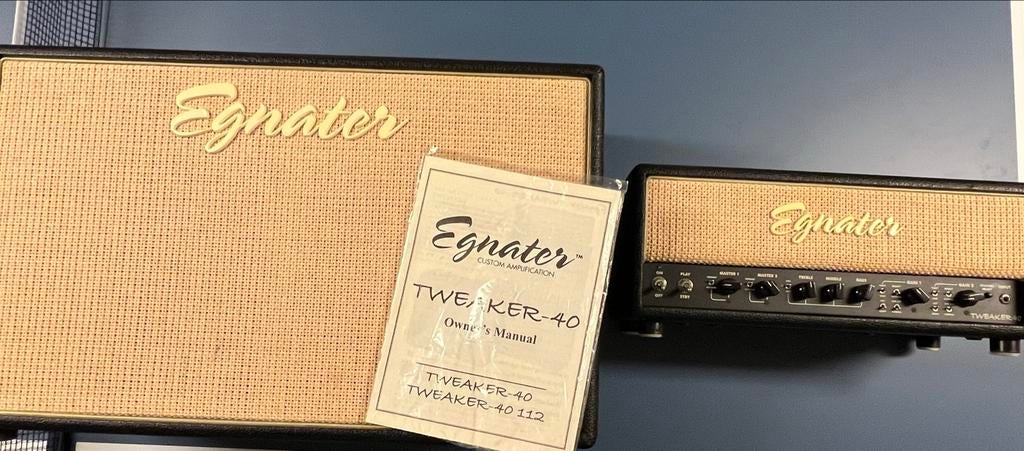 Egnater
Egnater™
CUSTOM AMPLIFICATION
TWEAKER-40
Owner's Manual
TWEAKER-40
TWEAKER-40 112
Egnater
ON
PLAY
MASTER 1
MASTER 2
TREBLE
MIDDLE
BASS
GAIN 1
GAIN 2
OFF
STBY
TWEAKER-40